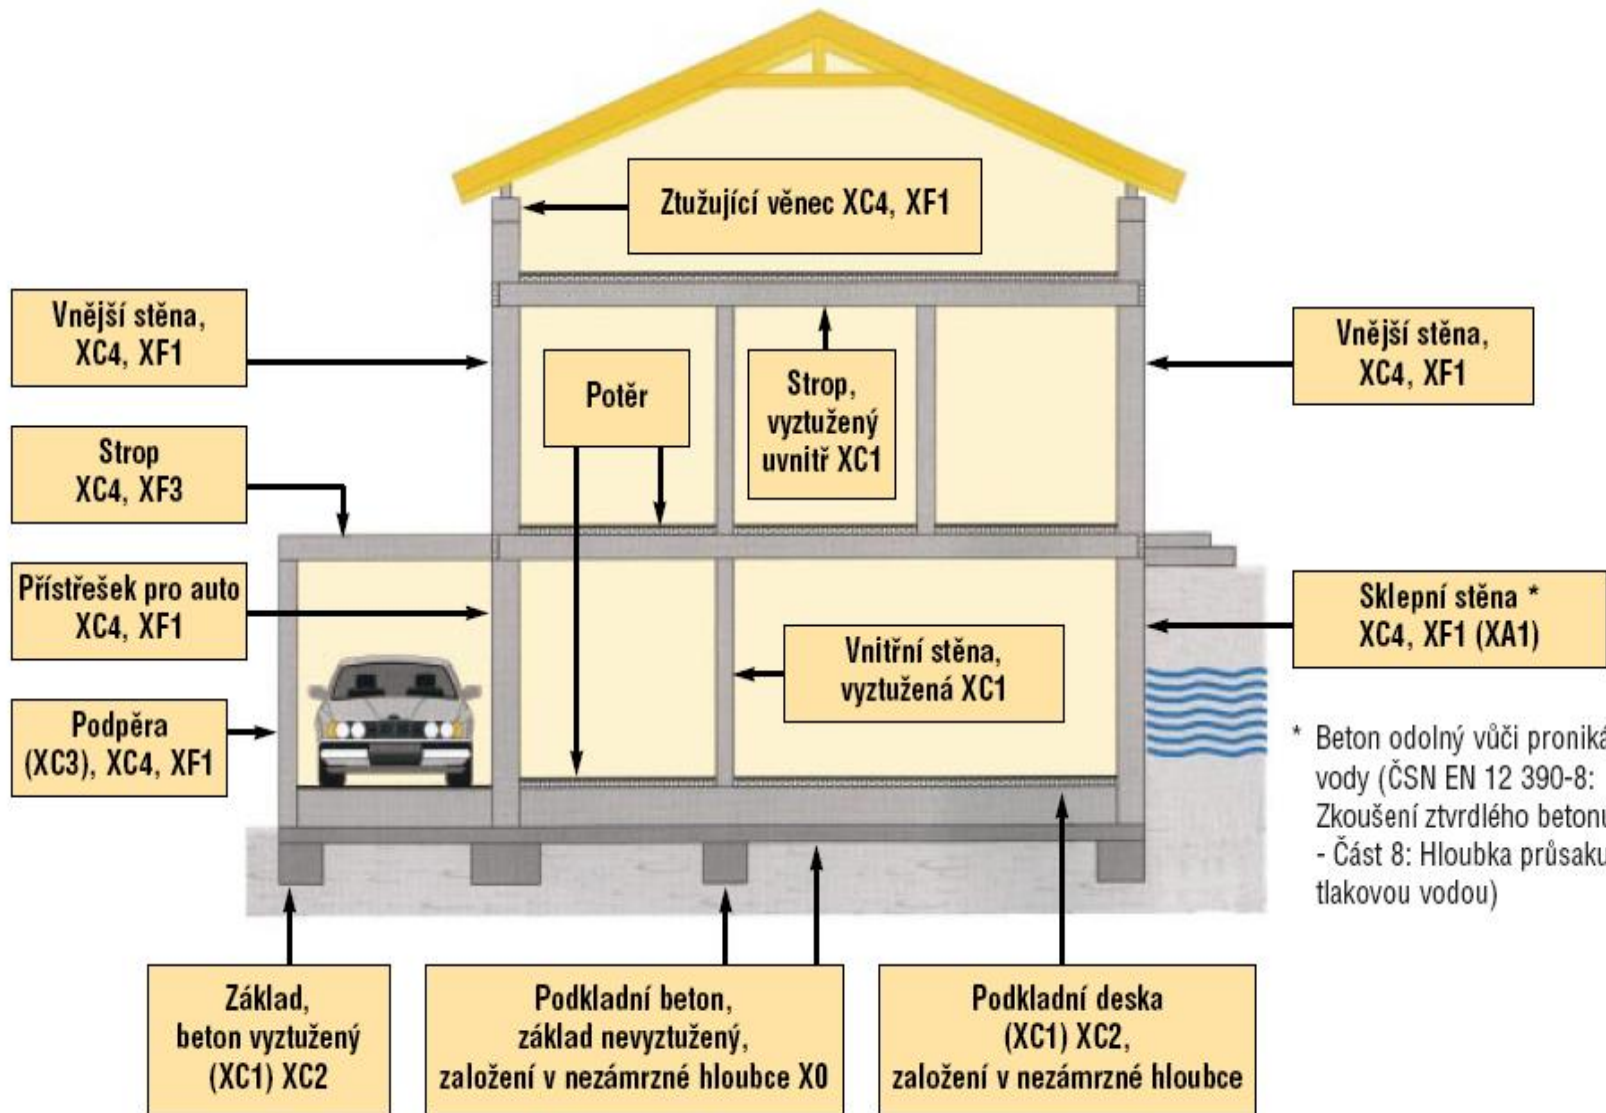 Ztužující věnec XC4, XF1
Vnější stěna,
XC4, XF1
Potěr
Strop,
vyztužený
uvnitř XC1
Vnější stěna,
XC4, XF1
Strop
XC4, XF3
Přístřešek pro auto
XC4, XF1
Vnitřní stěna,
vyztužená XC1
Sklepní stěna *
XC4, XF1 (XA1)
Podpěra
(XC3), XC4, XF1
* Beton odolný vůči proniká
vody (ČSN EN 12 390-8:
Zkoušení ztvrdlého betonu
- Část 8: Hloubka průsaku
tlakovou vodou)
Základ,
beton vyztužený
(XC1) XC2
Podkladní beton,
základ nevyztužený,
založení v nezámrzné hloubce X0
Podkladní deska
(XC1) XC2,
založení v nezámrzné hloubce